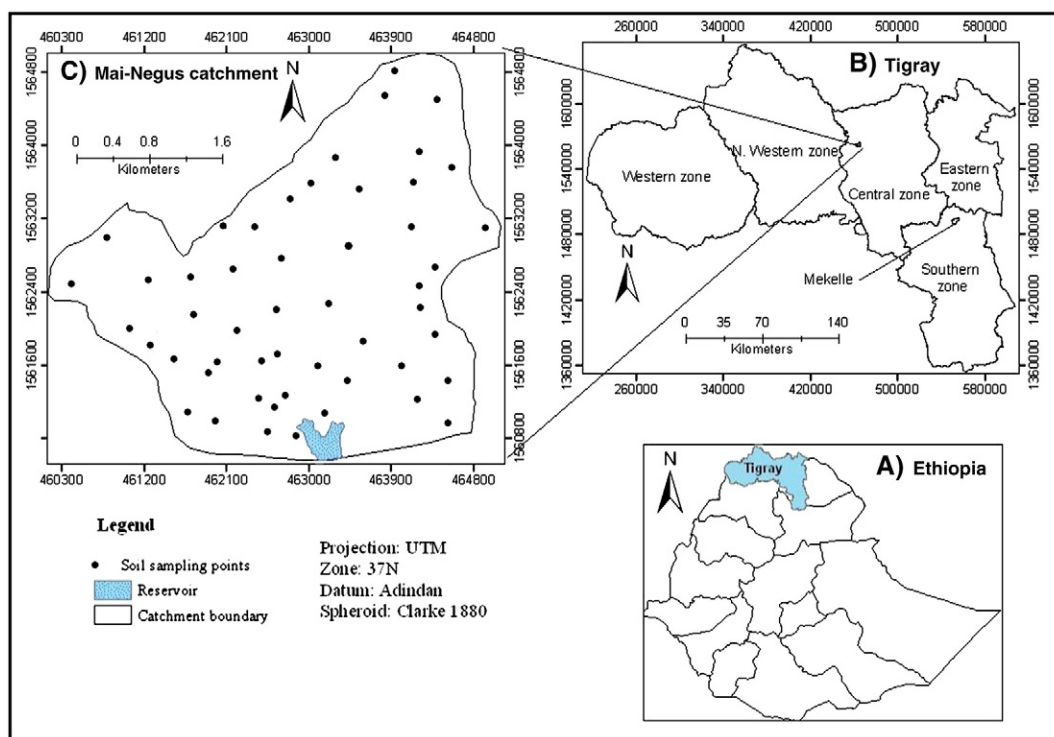 460300 461200 462100 463000 463900 464800
C) Mai-Negus catchment
N
0 0.4 0.8 1.6
Kilometers
1564800
1564000
1563200
1562400
1561600
1560800
1564800
1564000
1563200
1562400
1561600
1560800
460300 461200 462100 463000 463900 464800
260000 340000 420000 500000 580000
B) Tigray
1600000
1540000
1480000
1420000
1360000
1600000
1540000
1480000
1420000
1360000
N. Western zone
Western zone
Eastern
zone
Central zone
N
Mekelle
Southern
zone
0 35 70 140
Kilometers
260000 340000 420000 500000 580000
Legend
Soil sampling points
Reservoir
Catchment boundary
Projection: UTM
Zone: 37N
Datum: Adindan
Spheroid: Clarke 1880
N
Tigray
A) Ethiopia